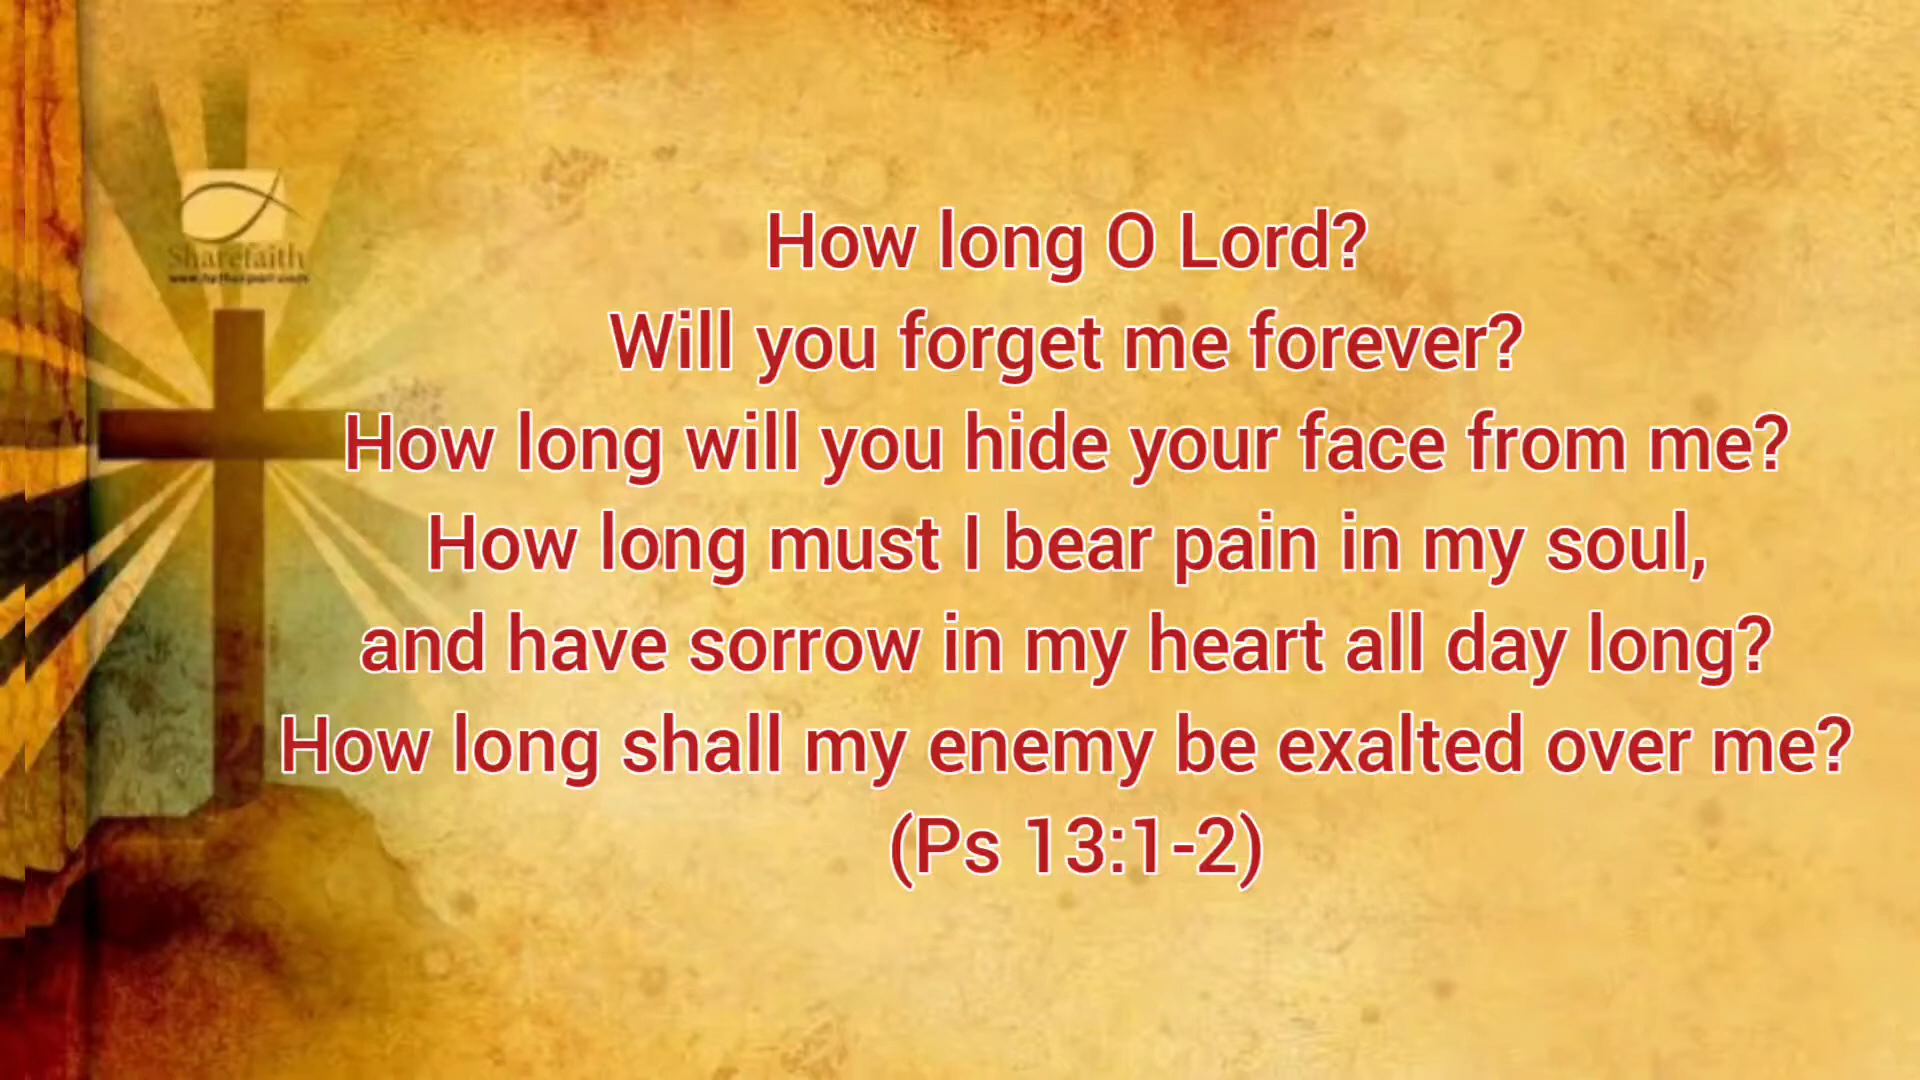 Sharefaith
How long O Lord?
Will you forget me forever?
How long will you hide your face from me?
How long must I bear pain in my soul,
and have sorrow in my heart all day long?
How long shall my enemy be exalted over me?
(Ps 13:1-2)